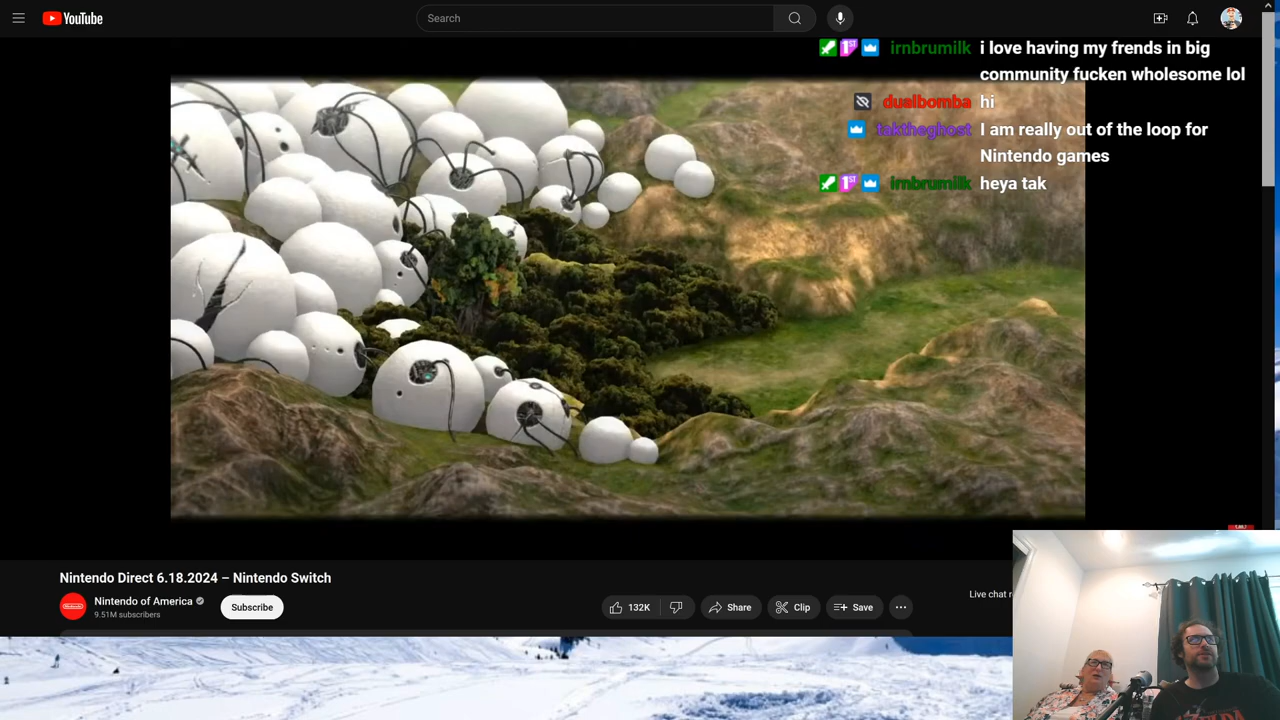 YouTube
Search
irnbrumilk i love having my frends in big
community fucken wholesome lol
dualbomba hi
taktheghost I am really out of the loop for
Nintendo games
irnbrumilk heya tak
Nintendo Direct 6.18.2024 – Nintendo Switch
Nintendo of America
9.51M subscribers
Subscribe
132K
Share
Clip
Save
Live chat